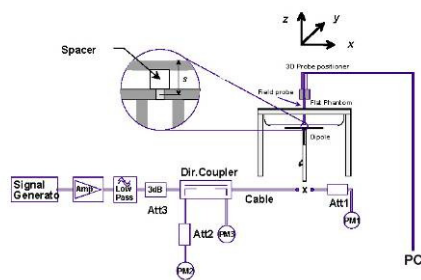 z
y
x
Spacer
s
3D Probe positioner
Field probe
Flat Phantom
Dipole
Signal
Generato
Amp
Low
Pass
3dB
Att3
Dir.Coupler
Cable
x
Att1
PM1
Att2
PM3
PM2
PC